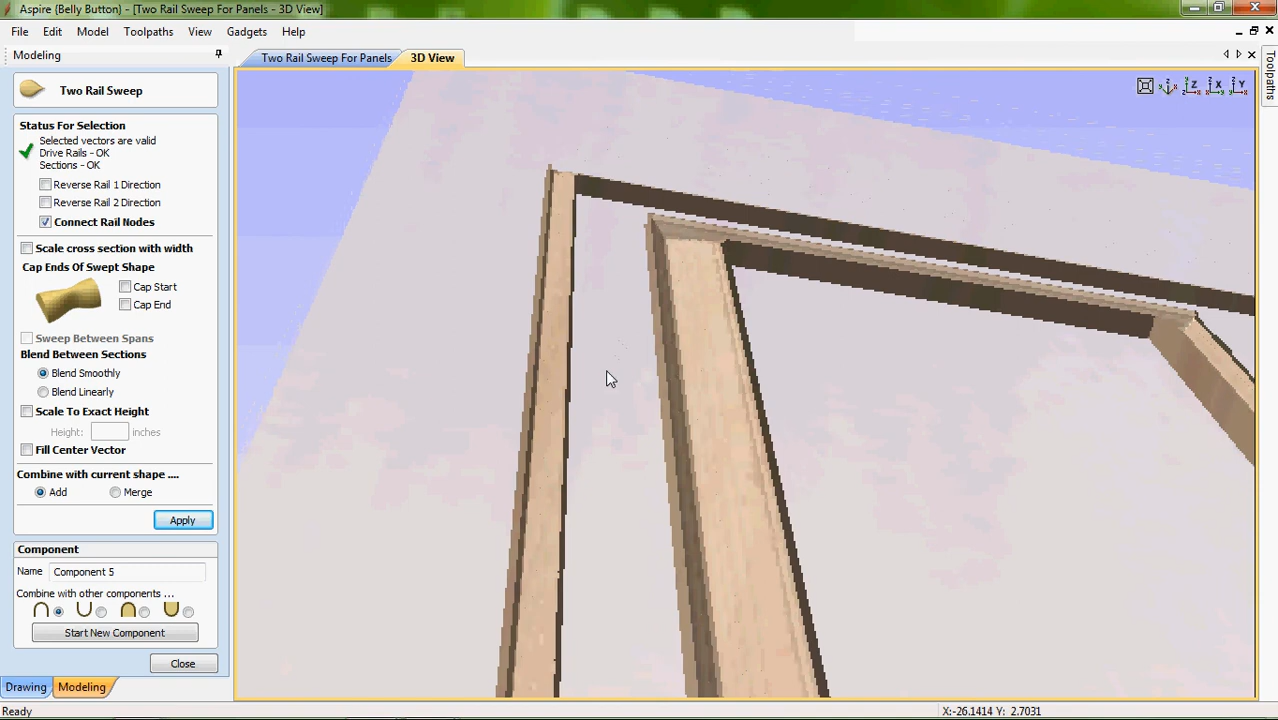 Aspire (Belly Button) - [Two Rail Sweep For Panels - 3D View]
File Edit Model Toolpaths View Gadgets Help
Modeling
Two Rail Sweep For Panels 3D View
Two Rail Sweep
Status For Selection
Selected vectors are valid
Drive Rails - OK
Sections - OK
Reverse Rail 1 Direction
Reverse Rail 2 Direction
Connect Rail Nodes
Scale cross section with width
Cap Ends Of Swept Shape
Cap Start
Cap End
Sweep Between Spans
Blend Between Sections
Blend Smoothly
Blend Linearly
Scale To Exact Height
Height: inches
Fill Center Vector
Combine with current shape ....
Add Merge
Apply
Component
Name Component 5
Combine with other components ...
Start New Component
Close
Drawing Modeling
Toolpaths
Z X Y
Ready X:-26.1414 Y: 2.7031